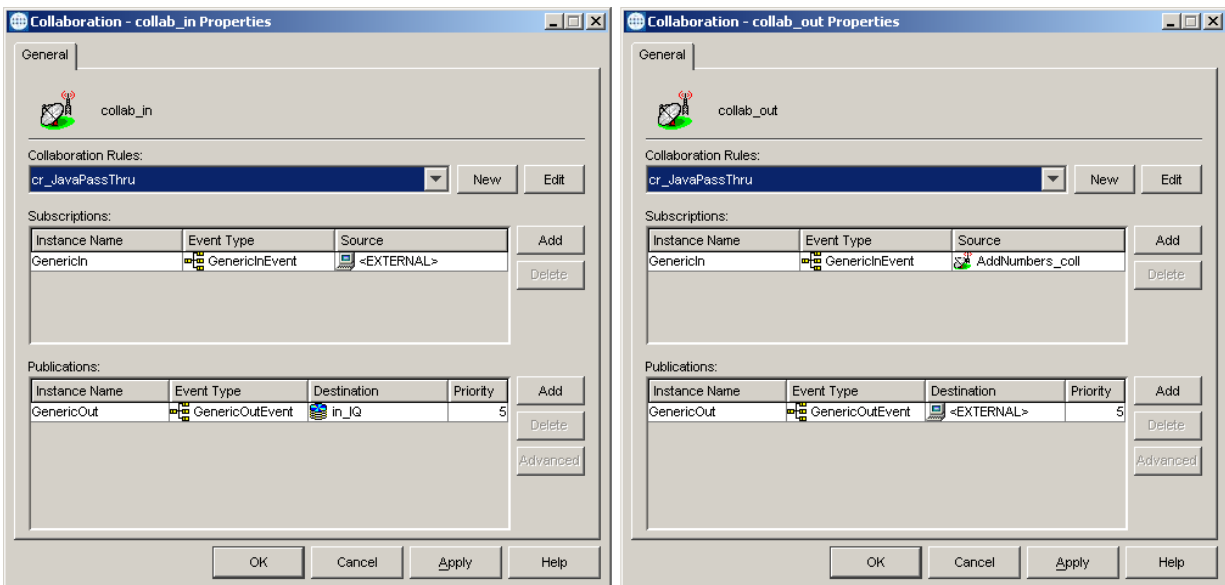 Collaboration - collab_in Properties
General
collab_in
Collaboration Rules:
cr_JavaPassThru
New
Edit
Subscriptions:
Instance Name Event Type Source
GenericIn GenericInEvent <EXTERNAL>
Add
Delete
Publications:
Instance Name Event Type Destination Priority
GenericOut GenericOutEvent in_IQ 5
Add
Delete
Advanced
OK Cancel Apply Help
Collaboration - collab_out Properties
General
collab_out
Collaboration Rules:
cr_JavaPassThru
New
Edit
Subscriptions:
Instance Name Event Type Source
GenericIn GenericInEvent AddNumbers_coll
Add
Delete
Publications:
Instance Name Event Type Destination Priority
GenericOut GenericOutEvent <EXTERNAL> 5
Add
Delete
Advanced
OK Cancel Apply Help